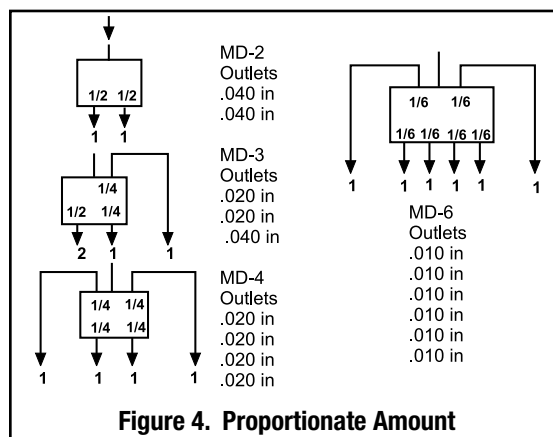 MD-2
Outlets
.040 in
.040 in
1/2 1/2
1 1
MD-3
Outlets
.020 in
.020 in
.040 in
1/4
1/2 1/4
2 1 1
MD-4
Outlets
.020 in
.020 in
.020 in
.020 in
1/4 1/4
1/4 1/4
1 1 1 1
1/6 1/6
1/6 1/6 1/6 1/6
1 1 1 1 1 1
MD-6
Outlets
.010 in
.010 in
.010 in
.010 in
.010 in
.010 in
Figure 4. Proportionate Amount